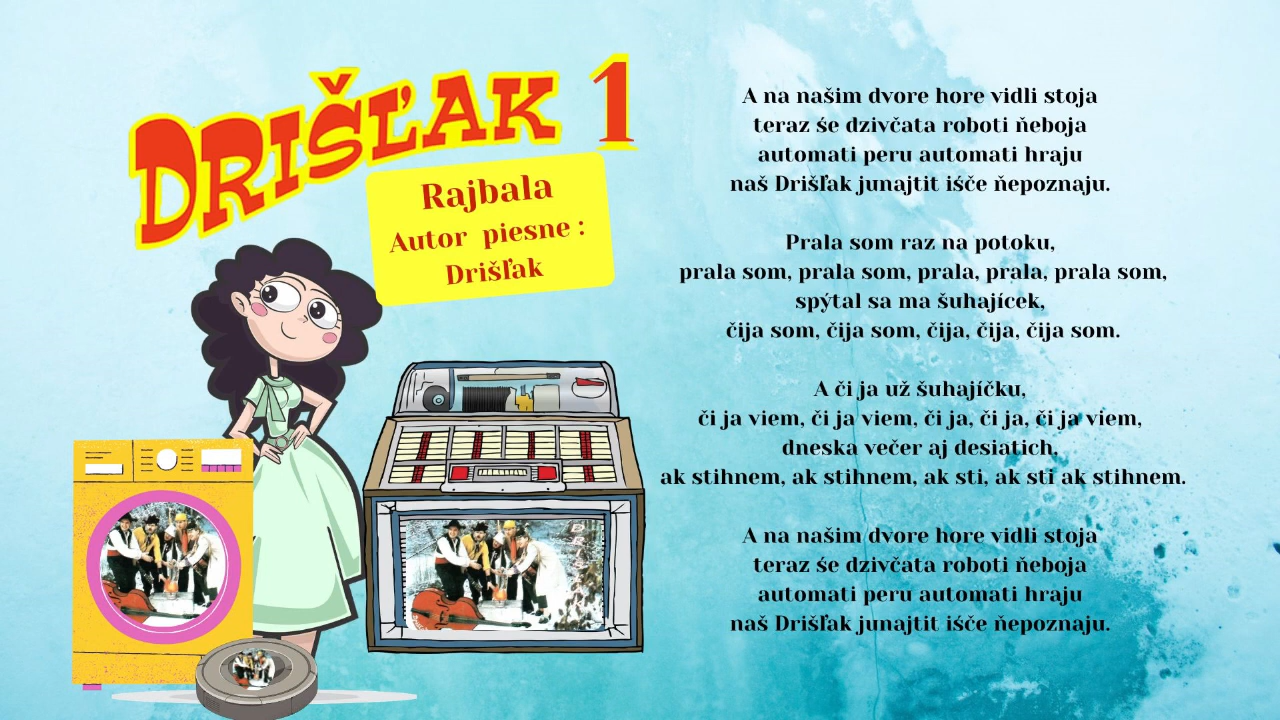 DRIŠĽAK 1
Rajbala
Autor piesne :
Drišľak
A na našim dvore hore vidli stoja
teraz śe dzivčata roboti ňeboja
automati peru automati hraju
naš Drišľak junajtit iśče ňepoznaju.
Prala som raz na potoku,
prala som, prala som, prala, prala, prala som,
spýtal sa ma šuhajícek,
čija som, čija som, čija, čija, čija som.
A či ja už šuhajíčku,
či ja viem, či ja viem, či ja, či ja, či ja viem,
dneska večer aj desiatich,
ak stihnem, ak stihnem, ak sti, ak sti ak stihnem.
A na našim dvore hore vidli stoja
teraz śe dzivčata roboti ňeboja
automati peru automati hraju
naš Drišľak junajtit iśče ňepoznaju.